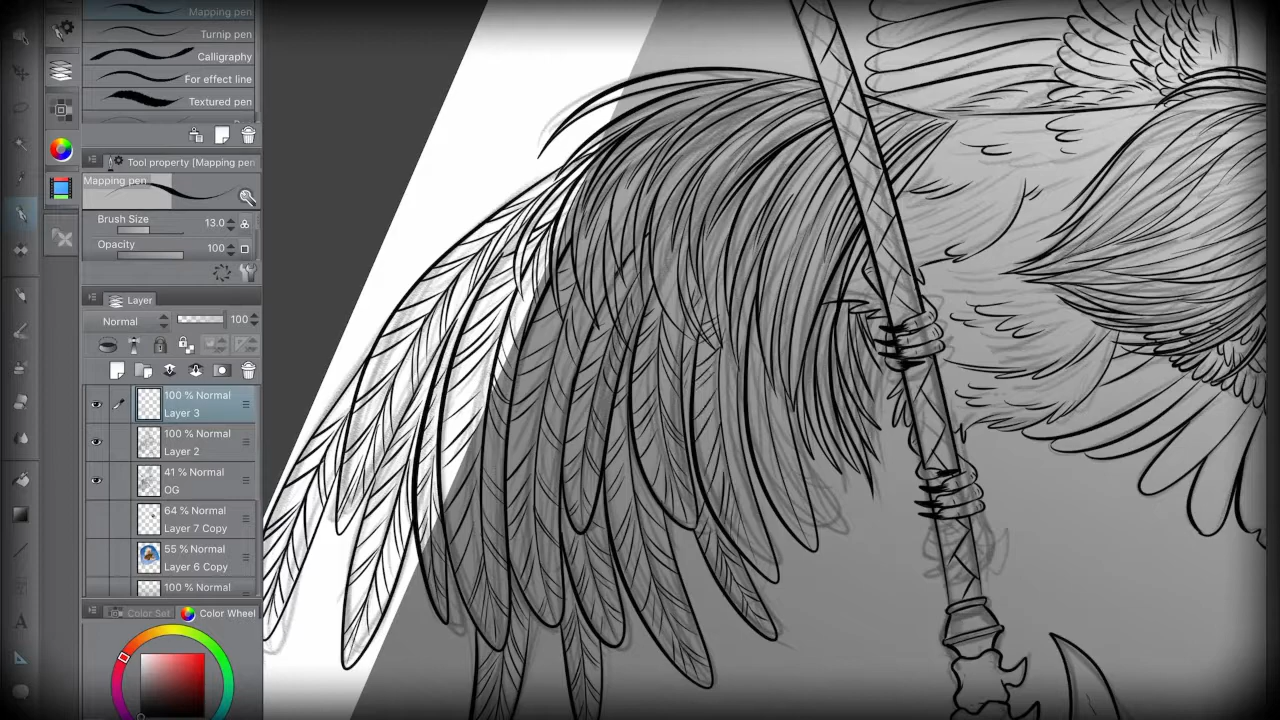 Mapping pen
Turnip pen
Calligraphy
For effect line
Textured pen
Tool property [Mapping pen
Mapping pen
Brush Size
13.0
Opacity
100
Layer
Normal
100
100 % Normal
Layer 3
100 % Normal
Layer 2
41 % Normal
OG
64 % Normal
Layer 7 Copy
55 % Normal
Layer 6 Copy
100 % Normal
Color Set
Color Wheel